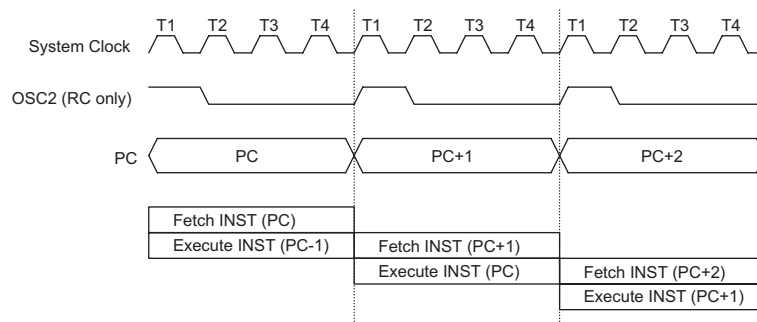 T1 T2 T3 T4 T1 T2 T3 T4 T1 T2 T3 T4
System Clock
OSC2 (RC only)
PC PC PC+1 PC+2
Fetch INST (PC)
Execute INST (PC-1) Fetch INST (PC+1)
Execute INST (PC) Fetch INST (PC+2)
Execute INST (PC+1)